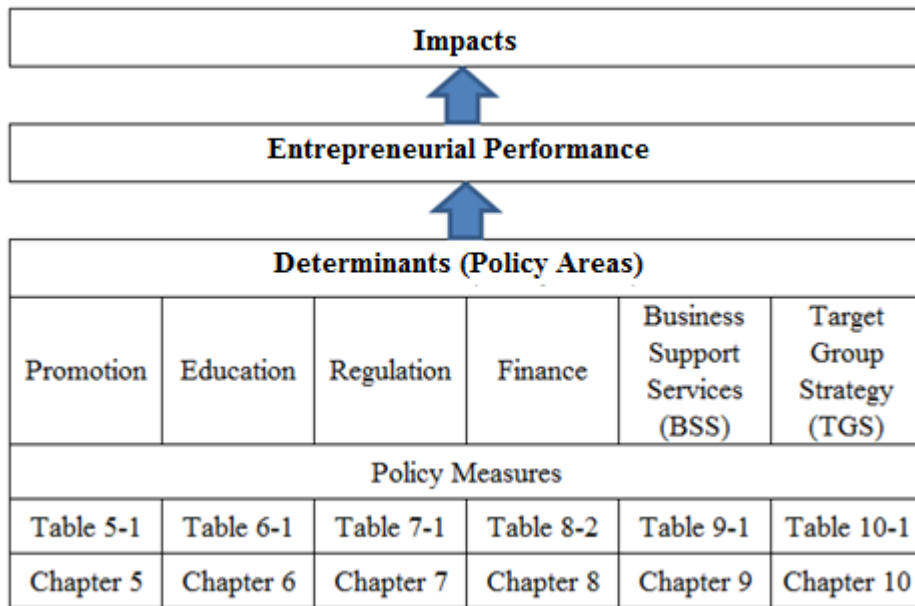 Impacts
Entrepreneurial Performance
Determinants (Policy Areas)
Promotion
Education
Regulation
Finance
Business
Support
Services
(BSS)
Target
Group
Strategy
(TGS)
Policy Measures
Table 5-1
Table 6-1
Table 7-1
Table 8-2
Table 9-1
Table 10-1
Chapter 5
Chapter 6
Chapter 7
Chapter 8
Chapter 9
Chapter 10